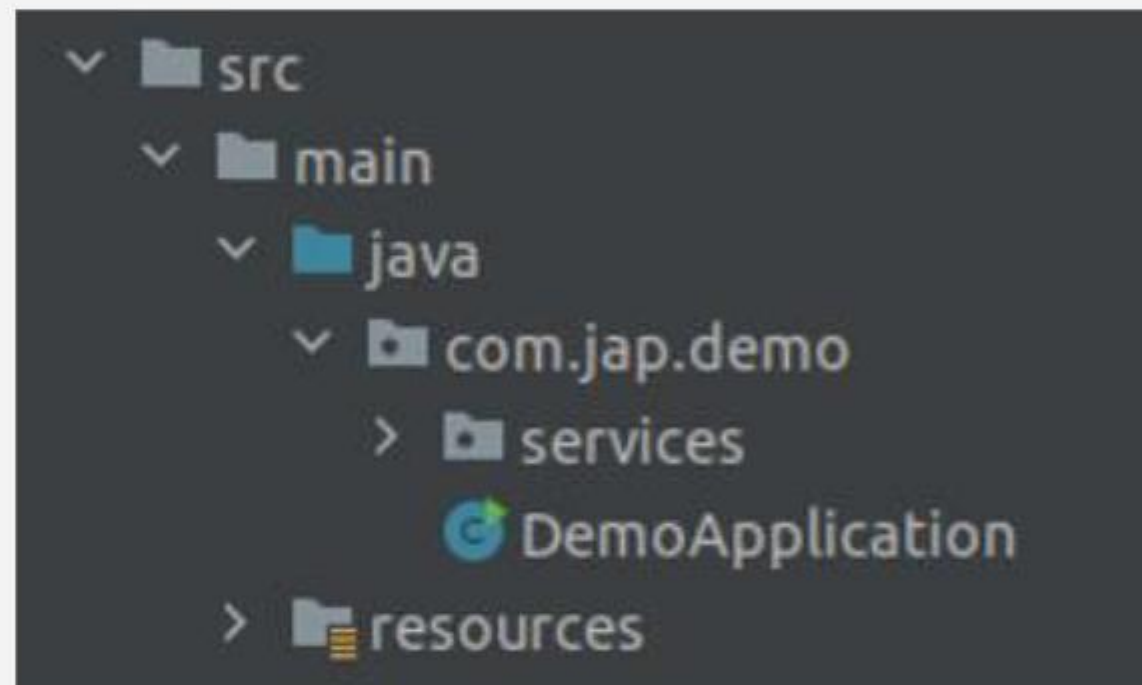 src
main
java
com.jap.demo
services
DemoApplication
resources